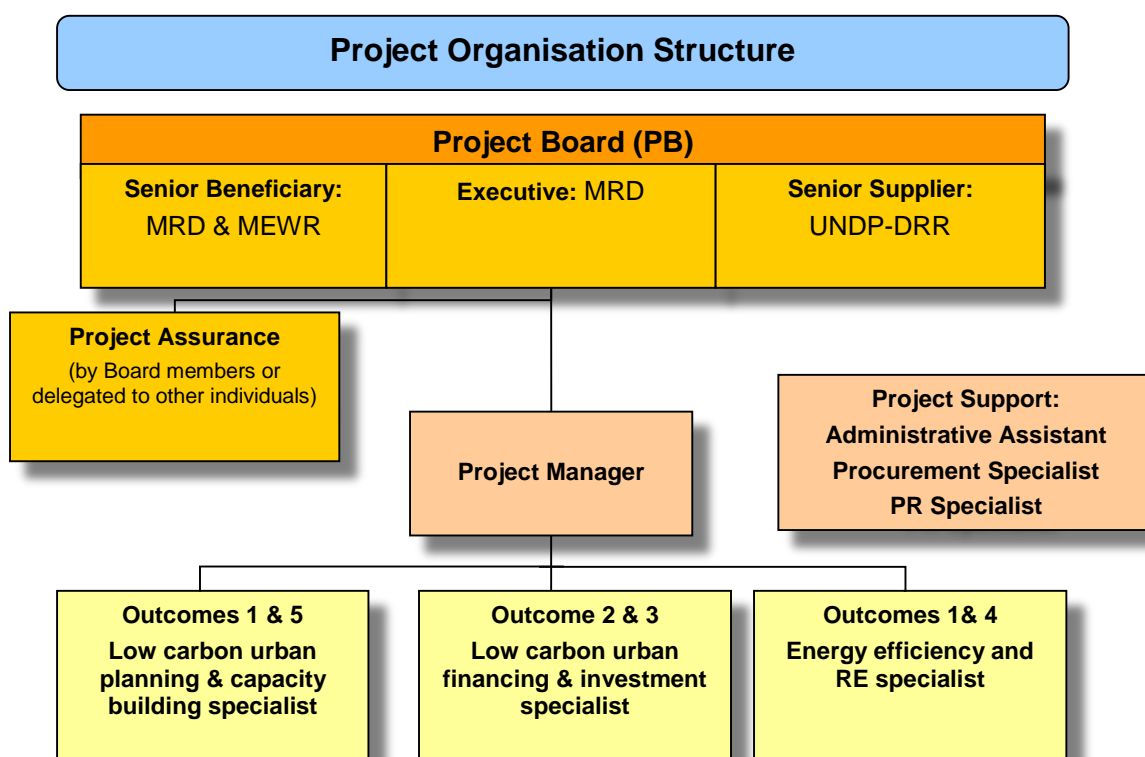 Project Organisation Structure
Project Board (PB)
Senior Beneficiary:
MRD & MEWR
Executive: MRD
Senior Supplier:
UNDP-DRR
Project Assurance
(by Board members or
delegated to other individuals)
Project Manager
Project Support:
Administrative Assistant
Procurement Specialist
PR Specialist
Outcomes 1 & 5
Low carbon urban
planning & capacity
building specialist
Outcome 2 & 3
Low carbon urban
financing & investment
specialist
Outcomes 1& 4
Energy efficiency and
RE specialist